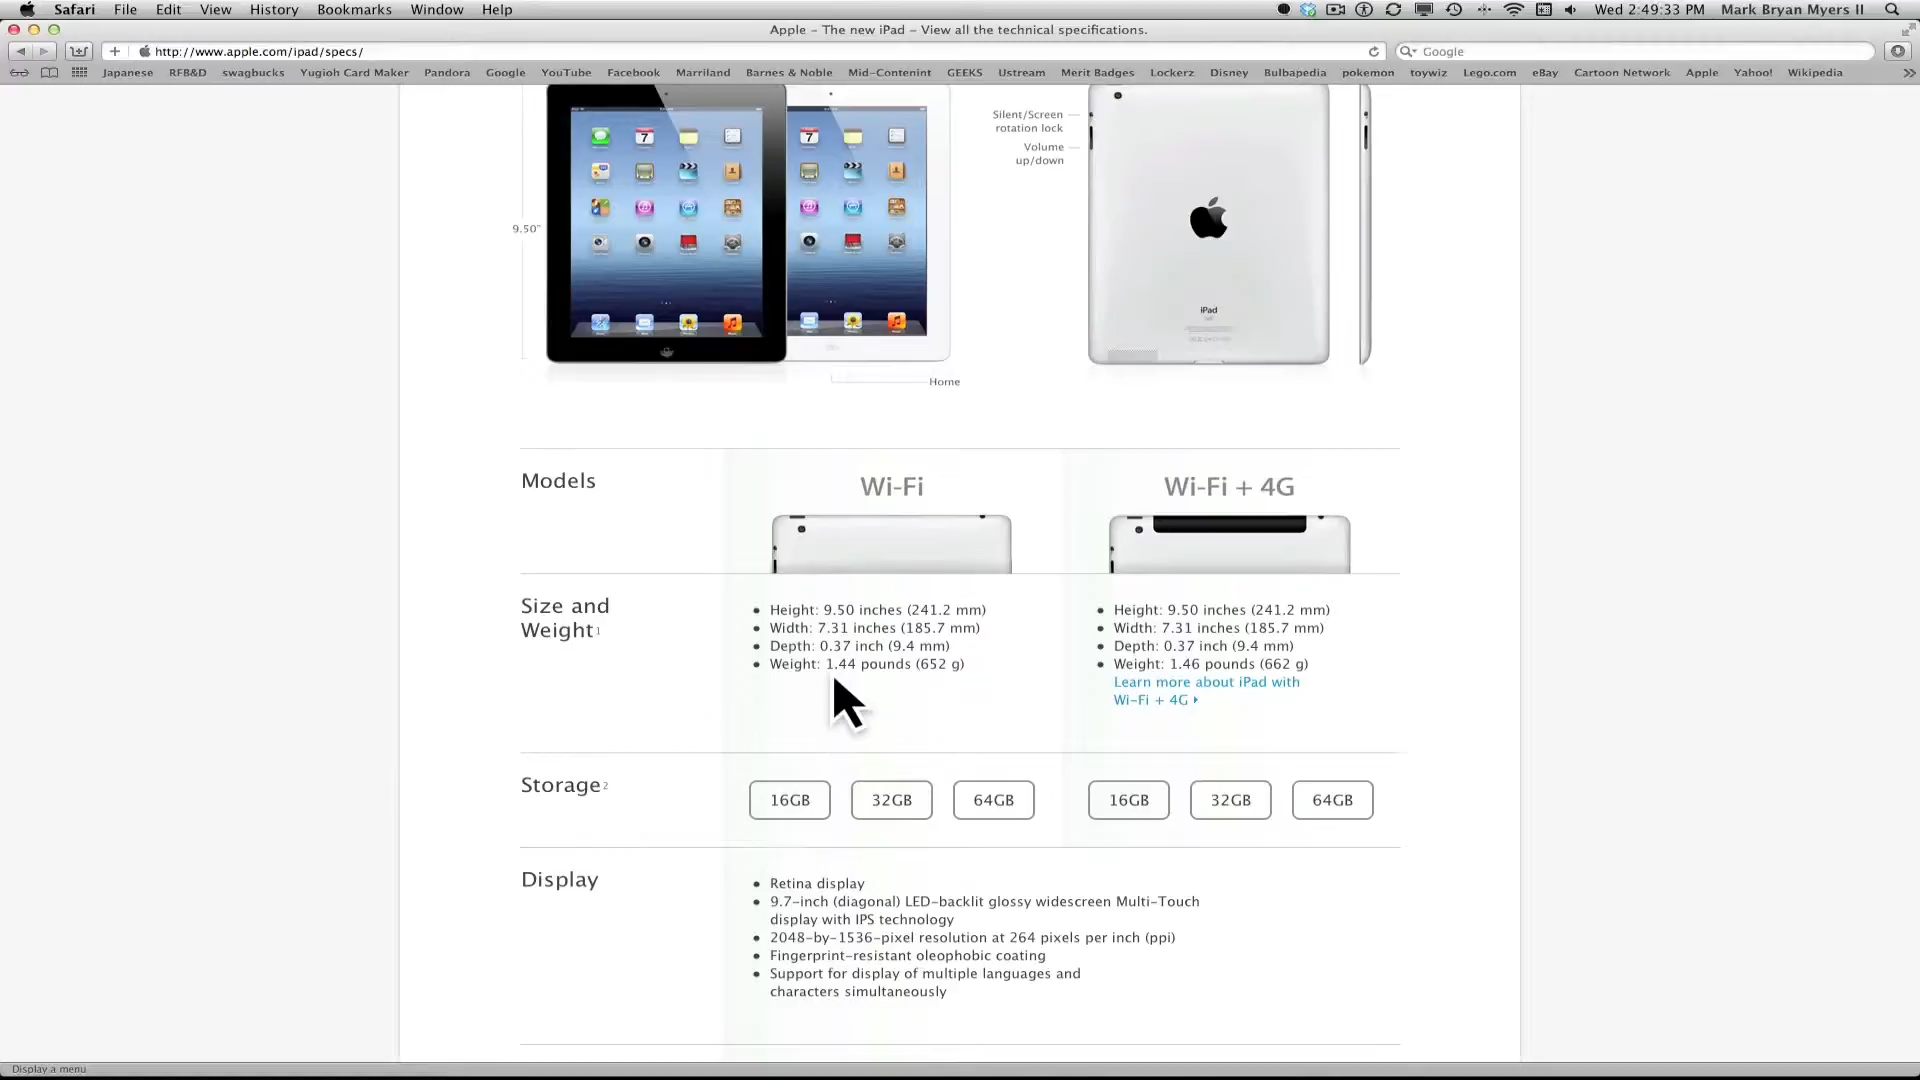 Safari File Edit View History Bookmarks Window Help Wed 2:49:33 PM Mark Bryan Myers II
Apple – The new iPad – View all the technical specifications.
http://www.apple.com/ipad/specs/ Google
Japanese RFB&D swagbucks Yugioh Card Maker Pandora Google YouTube Facebook Marriland Barnes & Noble Mid-Contenint GEEKS Ustream Merit Badges Lockerz Disney Bulbapedia pokemon toywiz Lego.com eBay Cartoon Network Apple Yahoo! Wikipedia
Silent/Screen
rotation lock
Volume
up/down
9.50"
7
7
iPad
Home
Models
Wi-Fi
Wi-Fi + 4G
Size and
Weight1
Height: 9.50 inches (241.2 mm)
Width: 7.31 inches (185.7 mm)
Depth: 0.37 inch (9.4 mm)
Weight: 1.44 pounds (652 g)
Height: 9.50 inches (241.2 mm)
Width: 7.31 inches (185.7 mm)
Depth: 0.37 inch (9.4 mm)
Weight: 1.46 pounds (662 g)
Learn more about iPad with
Wi-Fi + 4G
Storage2
16GB 32GB 64GB
16GB 32GB 64GB
Display
Retina display
9.7-inch (diagonal) LED-backlit glossy widescreen Multi-Touch
display with IPS technology
2048-by-1536-pixel resolution at 264 pixels per inch (ppi)
Fingerprint-resistant oleophobic coating
Support for display of multiple languages and
characters simultaneously
Display a menu